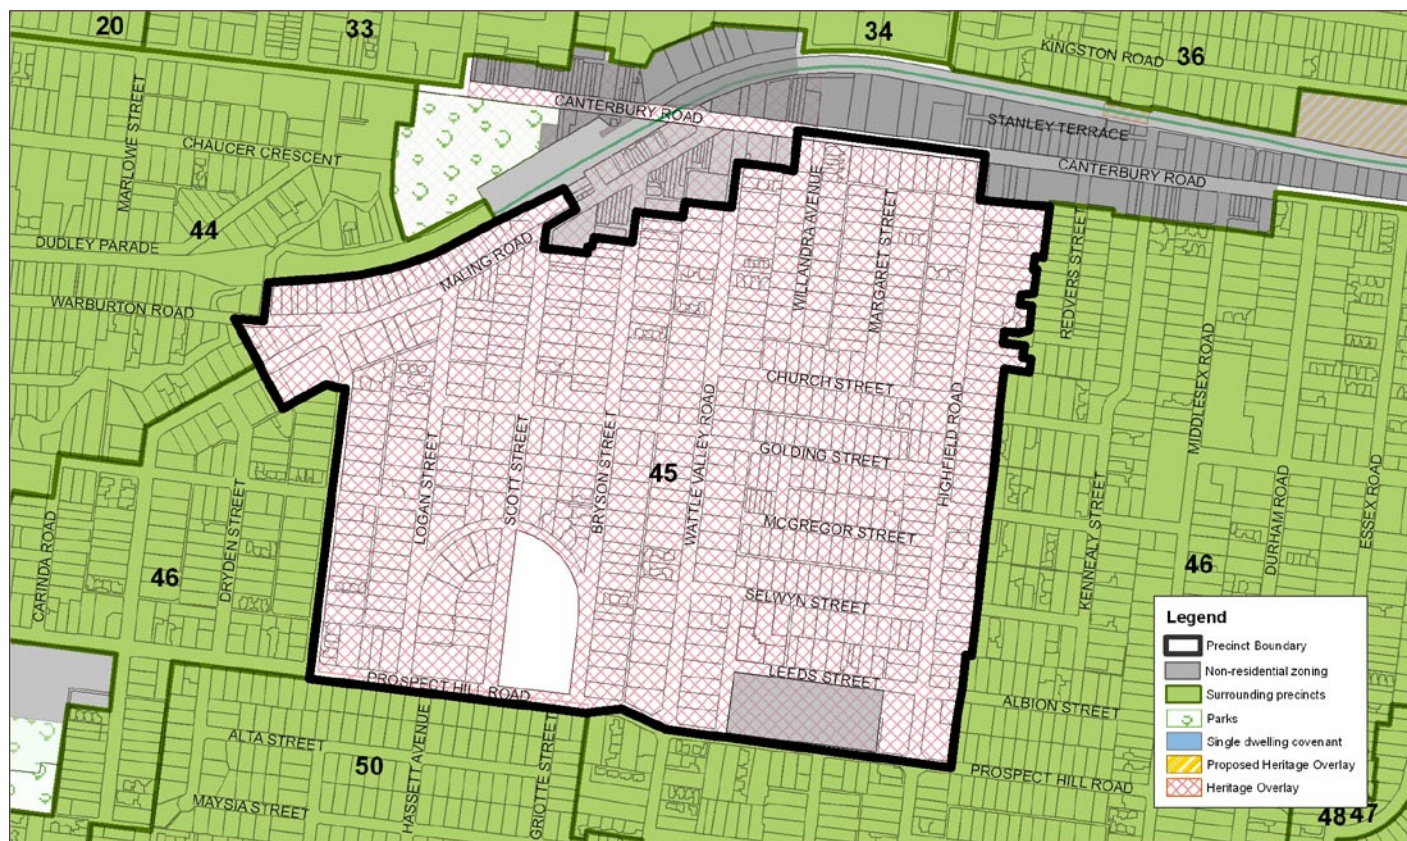 20
33
34
36
KINGSTON ROAD
CANTERBURY ROAD
STANLEY TERRACE
CANTERBURY ROAD
MARLOWE STREET
CHAUCER CRESCENT
44
DUDLEY PARADE
WARBURTON ROAD
MALING ROAD
WILLANDRA AVENUE
MARGARET STREET
REDVERS STREET
MIDDLESEX ROAD
CHURCH STREET
GOLDING STREET
HIGHFIELD ROAD
45
LOGAN STREET
SCOTT STREET
BRYSON STREET
WATTLE VALLEY ROAD
MCGREGOR STREET
SELWYN STREET
LEEDS STREET
KENNEALY STREET
DURHAM ROAD
ESSEX ROAD
46
CARINDA ROAD
DRYDEN STREET
46
PROSPECT HILL ROAD
ALTA STREET
50
MAYSIA STREET
HASSETT AVENUE
GRIOTTE STREET
ALBION STREET
PROSPECT HILL ROAD
48
47
Legend
Precinct Boundary
Non-residential zoning
Surrounding precincts
Parks
Single dwelling covenant
Proposed Heritage Overlay
Heritage Overlay